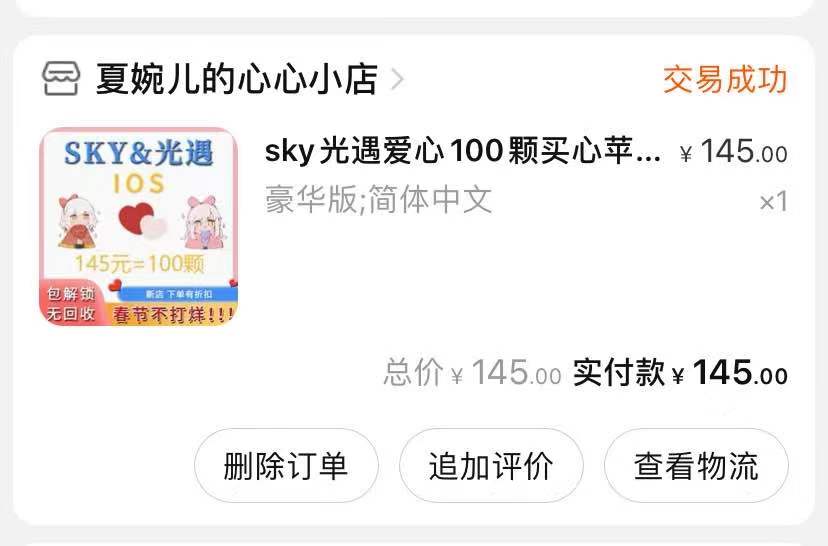 夏婉儿的心心小店
交易成功
SKY&光遇
IOS
145元=100颗
包解锁
无回收
新店 下单有折扣
春节不打烊!!!
sky光遇爱心100颗买心苹... ¥145.00
豪华版;简体中文 ×1
总价¥145.00 实付款¥145.00
删除订单 追加评价 查看物流